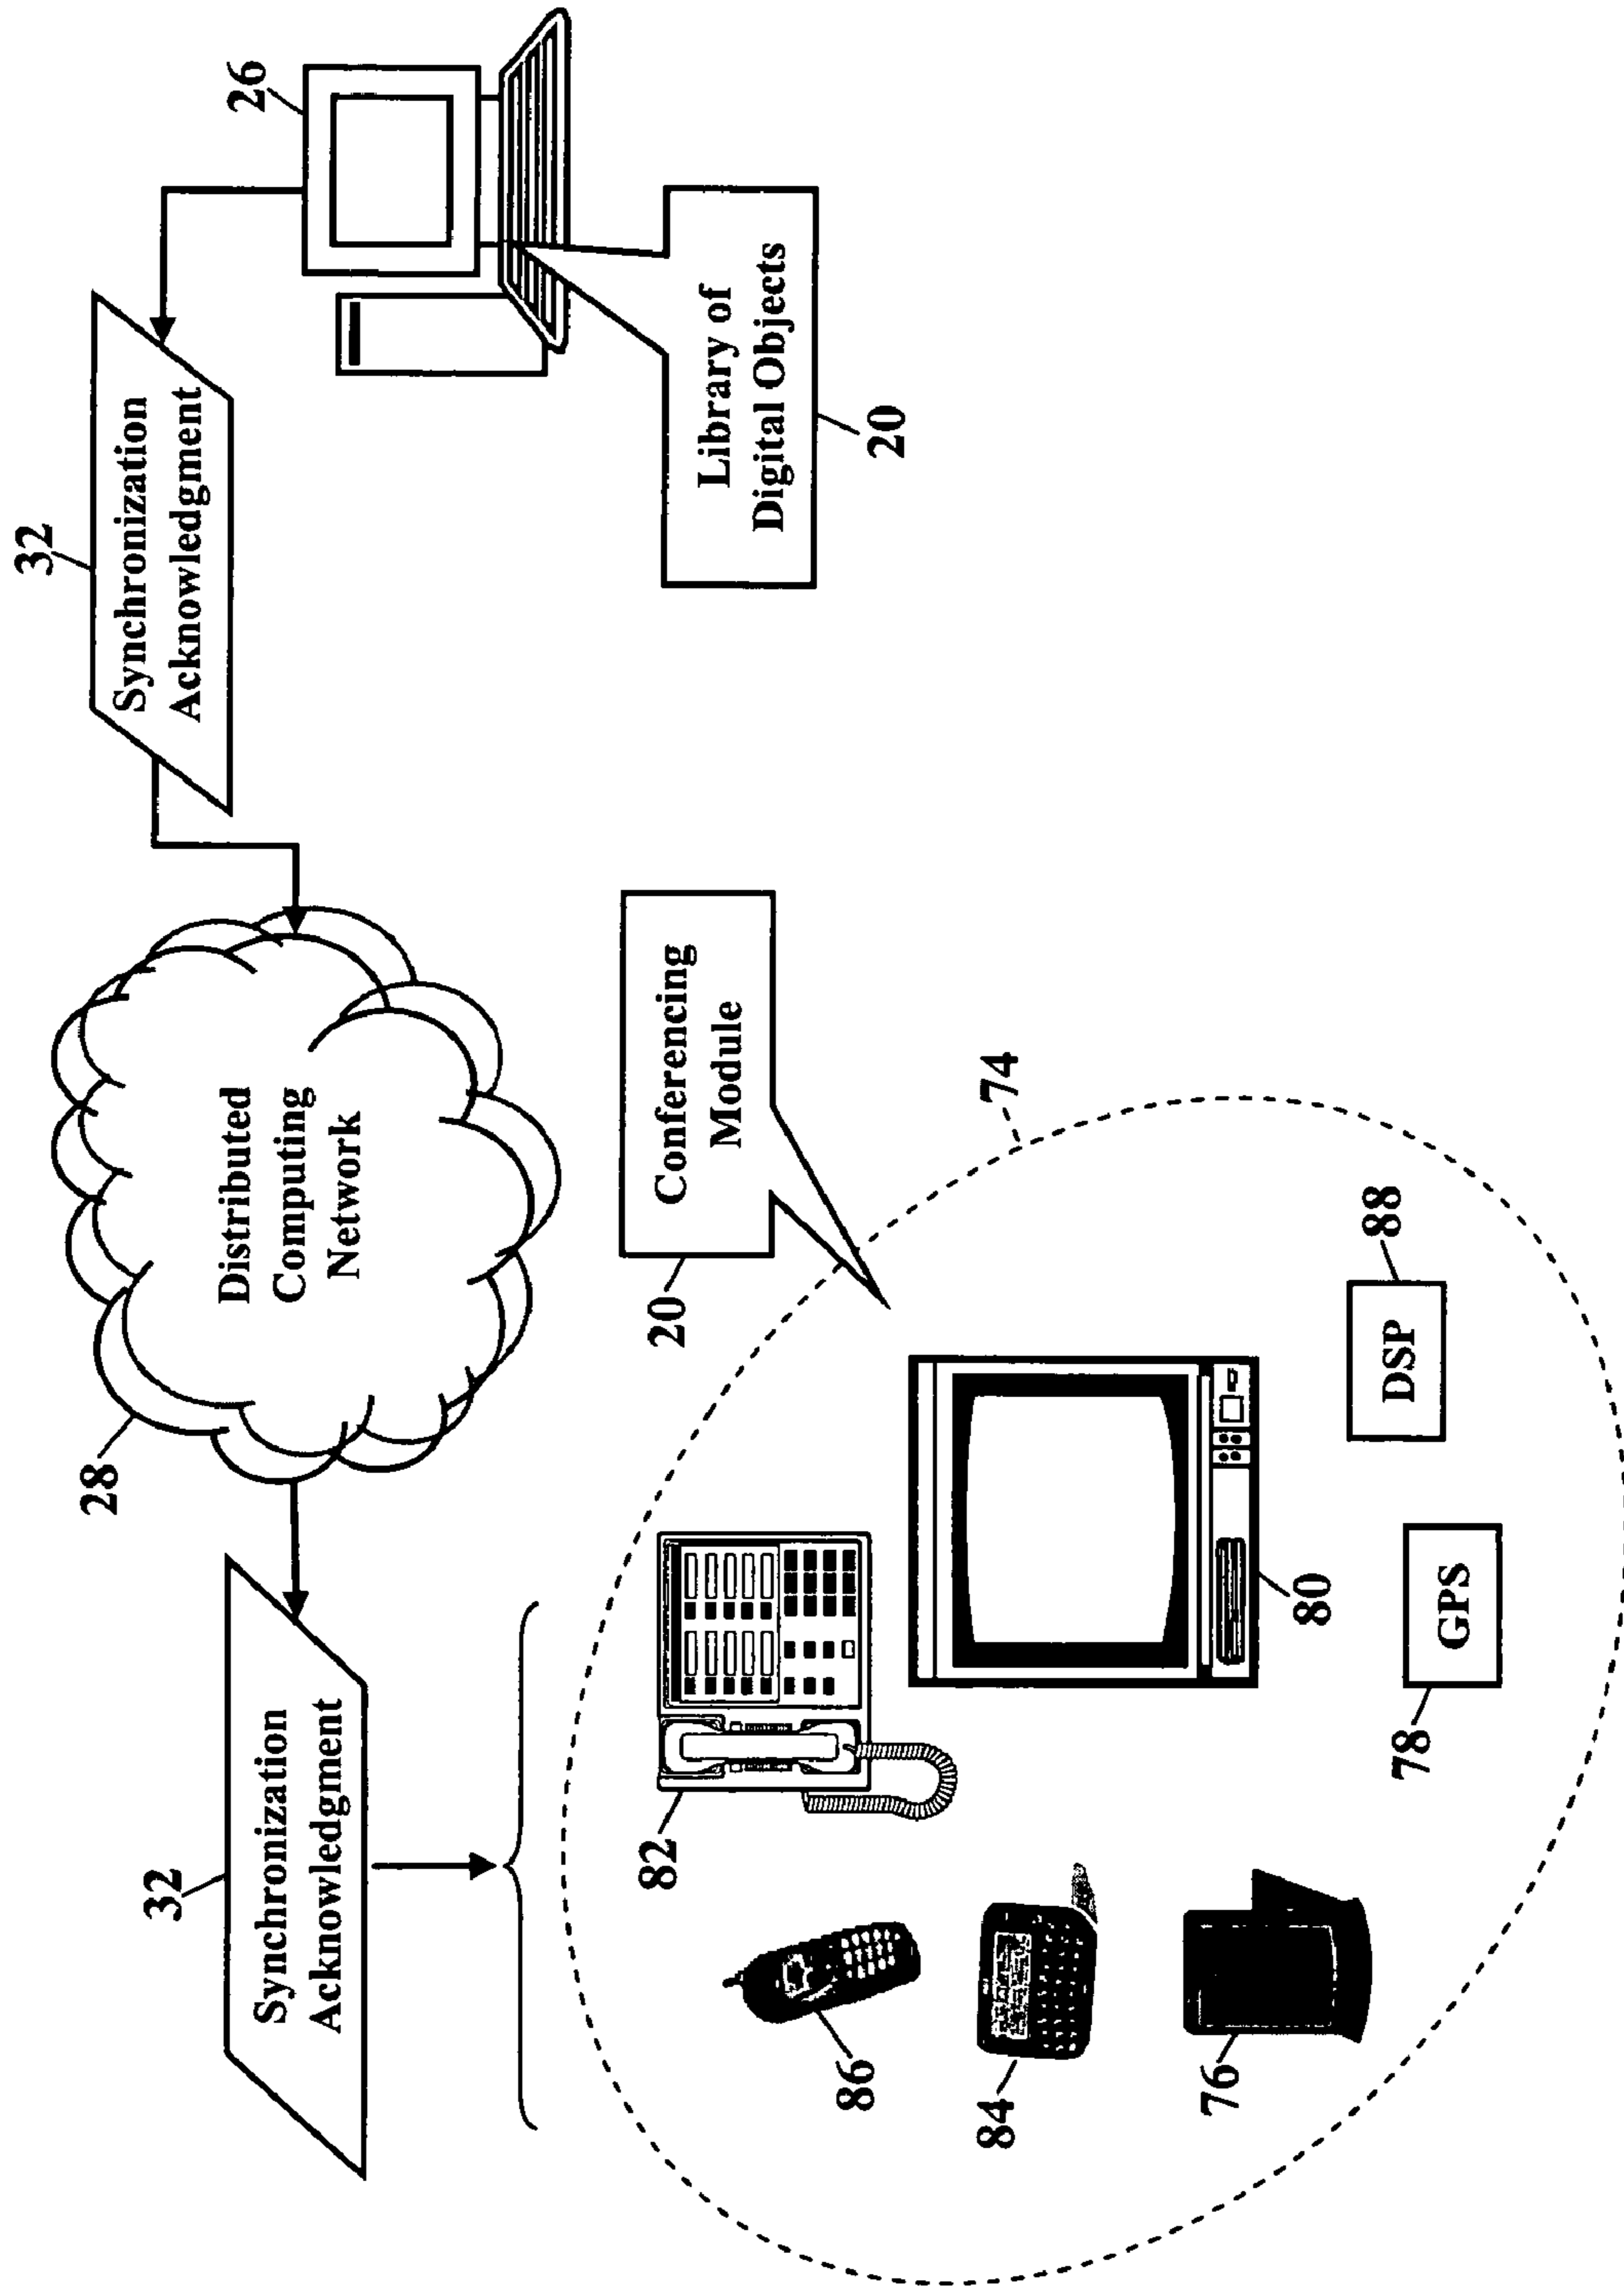 32
Synchronization
Acknowledgment
28
Distributed
Computing
Network
32
Synchronization
Acknowledgment
26
Library of
Digital Objects
20
20
Conferencing
Module
74
82
86
84
76
80
78
GPS
DSP
88